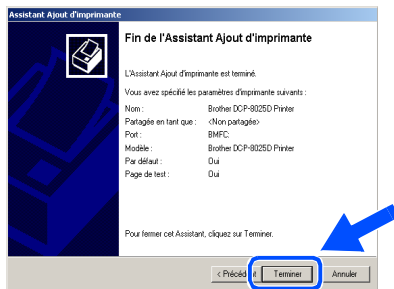 Assistant Ajout d'imprimante
Fin de l'Assistant Ajout d'imprimante
L'Assistant Ajout d'imprimante est terminé.
Vous avez spécifié les paramètres d'imprimante suivants :
Nom : Brother DCP-8025D Printer
Partagée en tant que : <Non partagée>
Port : BMFC:
Modèle : Brother DCP-8025D Printer
Par défaut : Oui
Page de test : Oui
Pour fermer cet Assistant, cliquez sur Terminer.
< Précéd t Terminer Annuler